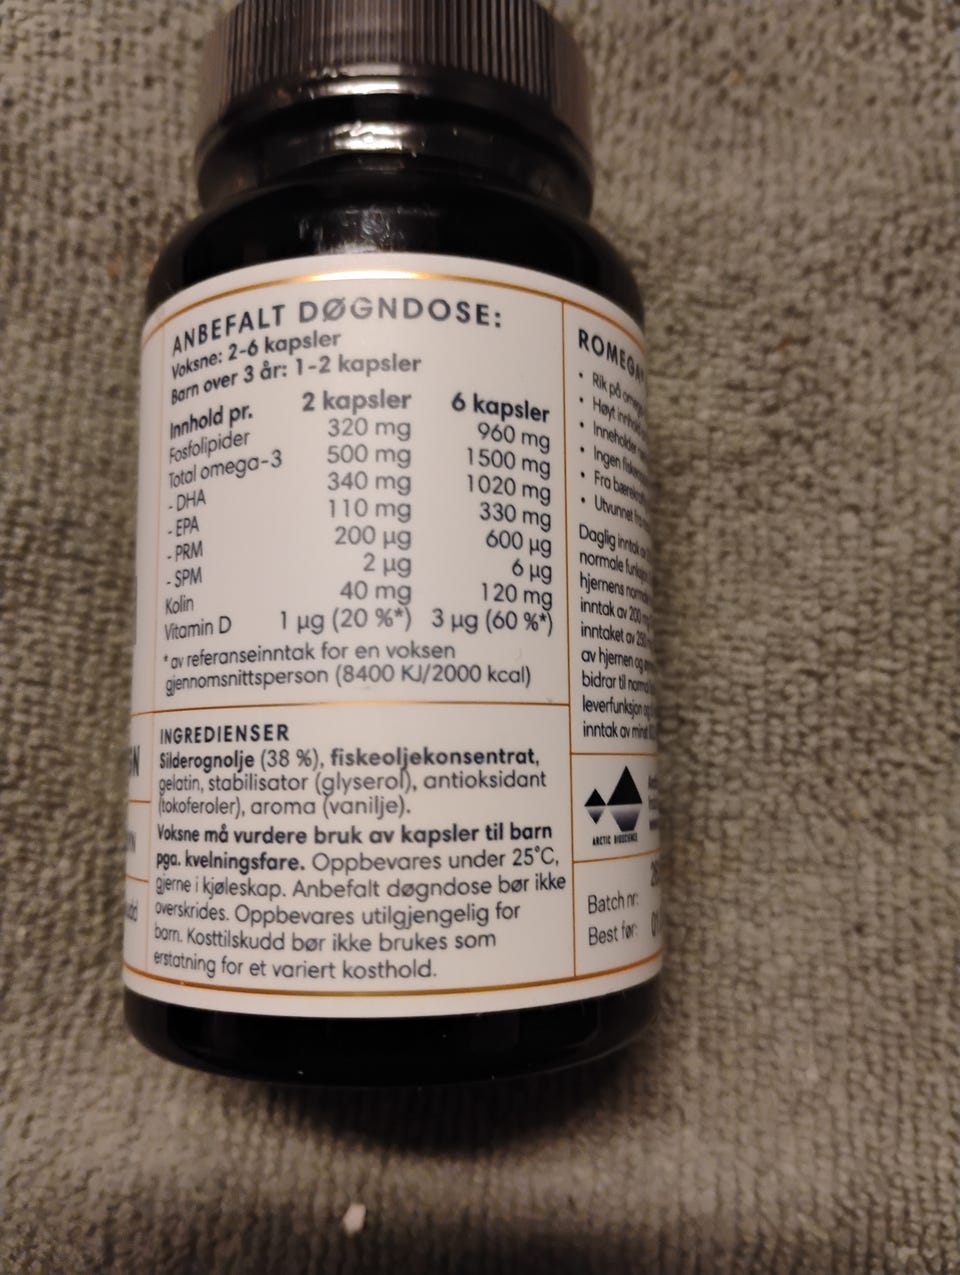 ANBEFALT DØGNDOSE:
Voksne: 2-6 kapsler
Barn over 3 år: 1-2 kapsler
Innhold pr. 2 kapsler 6 kapsler
Fosfolipider 320 mg 960 mg
Total omega-3 500 mg 1500 mg
- DHA 340 mg 1020 mg
- EPA 110 mg 330 mg
- PRM 200 µg 600 µg
- SPM 2 µg 6 µg
Kolin 40 mg 120 mg
Vitamin D 1 µg (20 %*) 3 µg (60 %*)
* av referanseinntak for en voksen
gjennomsnittsperson (8400 KJ/2000 kcal)
INGREDIENSER
Silderognolje (38 %), fiskeoljekonsentrat,
gelatin, stabilisator (glyserol), antioksidant
(tokoferoler), aroma (vanilje).
Voksne må vurdere bruk av kapsler til barn
pga. kvelningsfare. Oppbevares under 25°C,
gjerne i kjøleskap. Anbefalt døgndose bør ikke
overskrides. Oppbevares utilgjengelig for
barn. Kosttilskudd bør ikke brukes som
erstatning for et variert kosthold.
ROMEGA
• Rik på
• Høyt
• Inneholder
• Ingen
• Fra
• Utvunnet
Daglig inntak
normale
hjernens
inntak av 200
inntaket av
av hjernen og
bidrar til
leverfunksjon og
inntak av
ARCTIC BIOSCIENCE
Batch nr:
Best før: